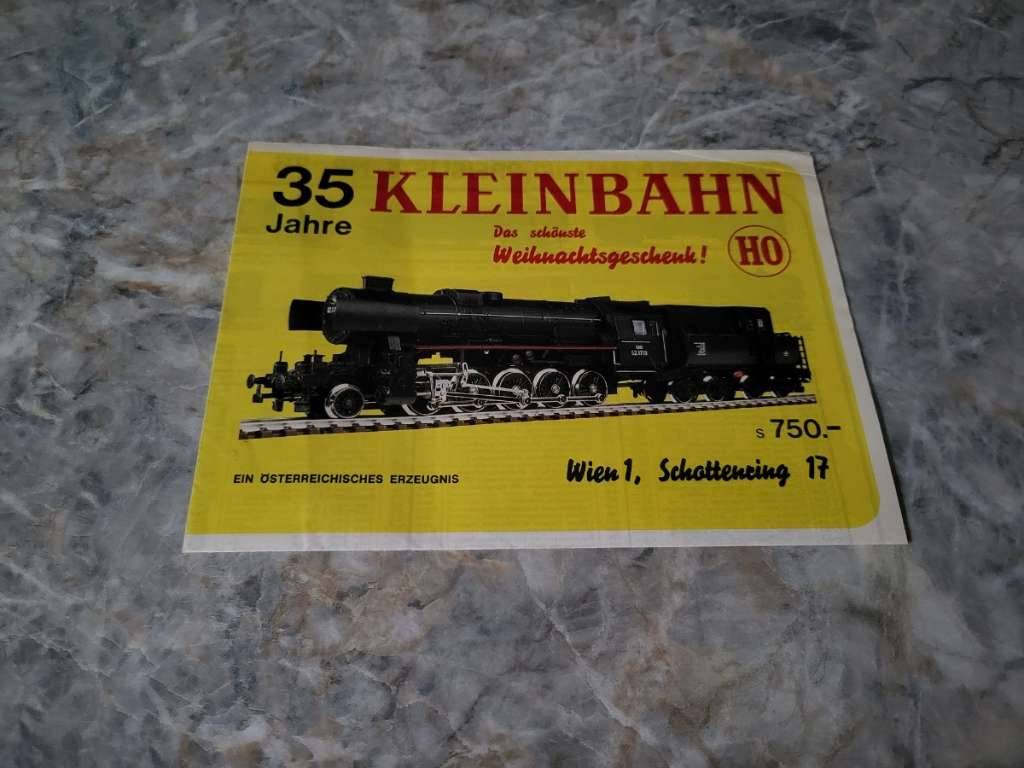 35 KLEINBAHN
Jahre
Das schönste
Weihnachtsgeschenk!
HO
s 750.-
Wien 1, Schottenring 17
EIN ÖSTERREICHISCHES ERZEUGNIS